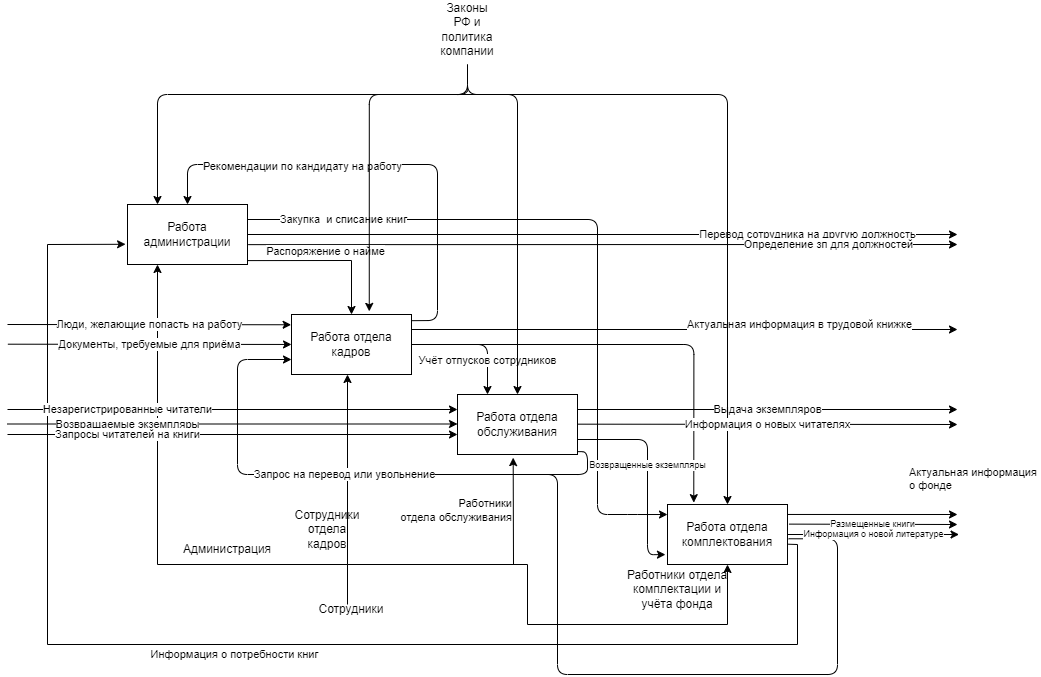 Законы
РФ и
политика
компании
Рекомендации по кандидату на работу
Работа
администрации
Закупка и списание книг
Перевод сотрудника на другую должность
Определение зп для должностей
Распоряжение о найме
Люди, желающие попасть на работу
Документы, требуемые для приёма
Работа отдела
кадров
Актуальная информация в трудовой книжке
Учёт отпусков сотрудников
Незарегистрированные читатели
Возвращаемые экземпляры
Запросы читателей на книги
Работа отдела
обслуживания
Выдача экземпляров
Информация о новых читателях
Возвращенные экземпляры
Запрос на перевод или увольнение
Актуальная информация
о фонде
Работники
отдела обслуживания
Сотрудники
отдела
кадров
Работа отдела
комплектования
Размещенные книги
Информация о новой литературе
Администрация
Работники отдела
комплектации и
учёта фонда
Сотрудники
Информация о потребности книг